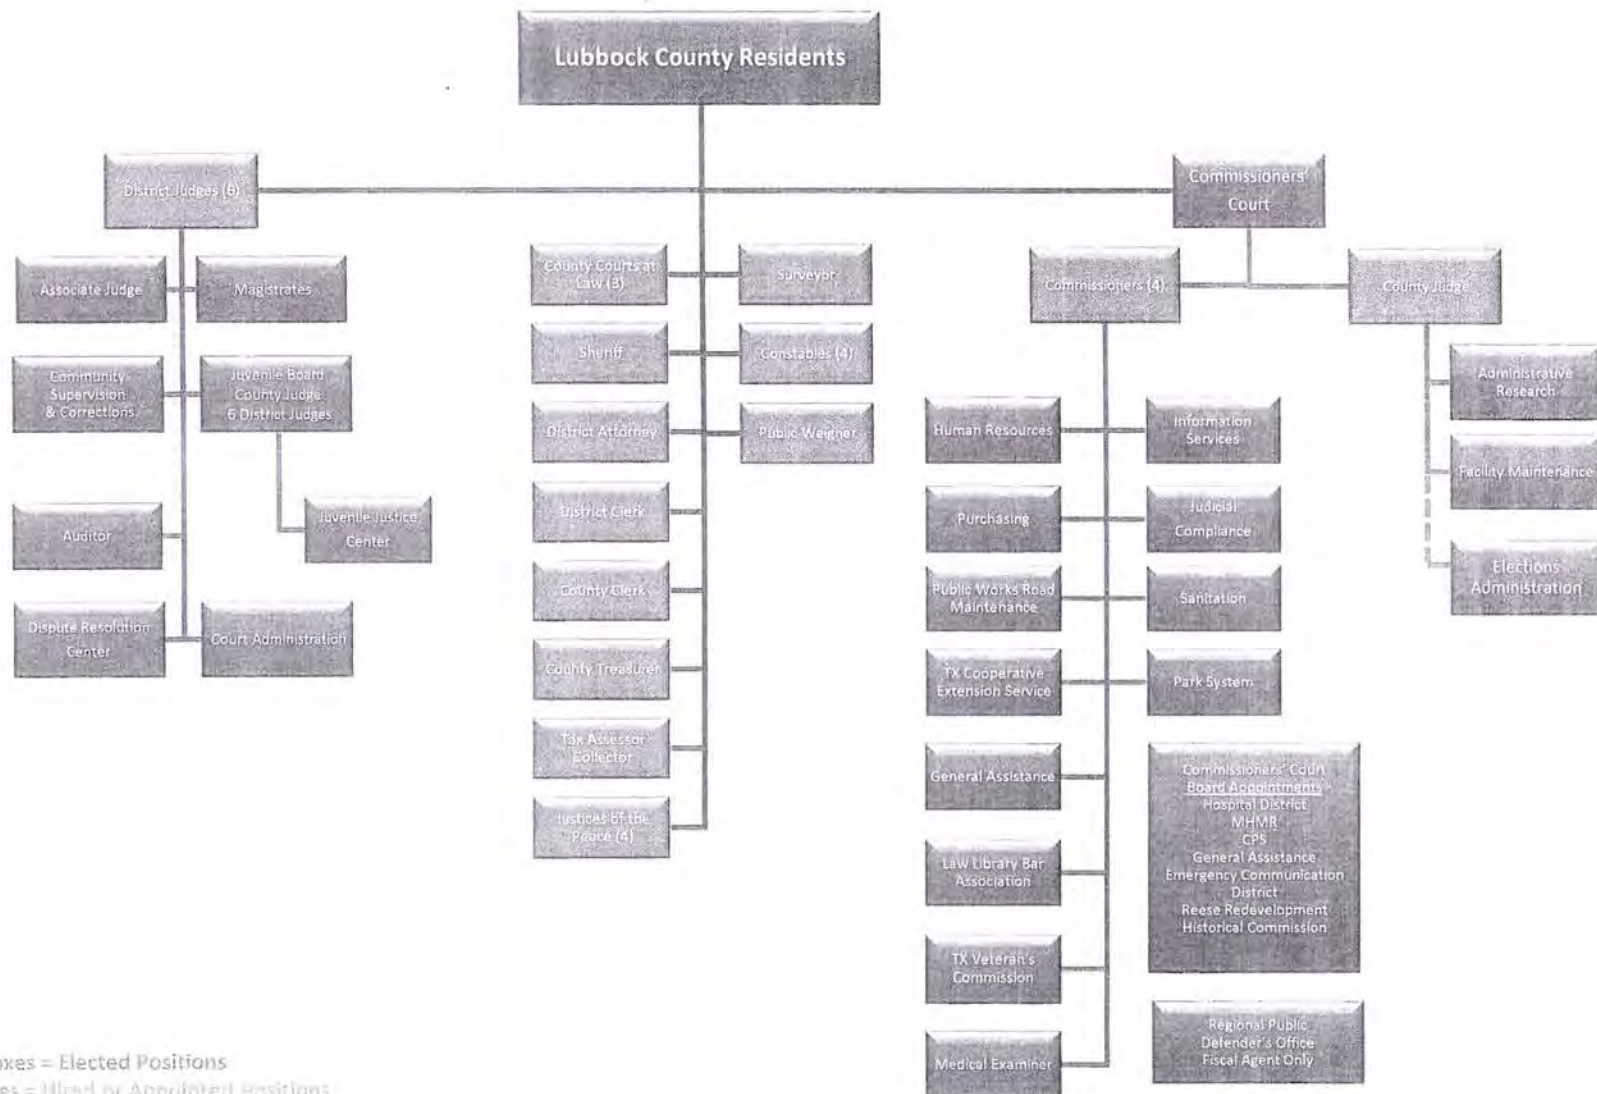 Lubbock County Residents
District Judges (6)
Commissioners'
Court
Associate Judge
Magistrates
Community
Supervision
& Corrections
Juvenile Board
County Judge
6 District Judges
Auditor
Juvenile Justice
Center
Dispute Resolution
Center
Court Administration
County Courts at
Law (3)
Surveyor
Sheriff
Constables (4)
District Attorney
Public Weigher
District Clerk
County Clerk
County Treasurer
Tax Assessor
Collector
Justices of the
Peace (4)
Commissioners (4)
County Judge
Human Resources
Information
Services
Purchasing
Judicial
Compliance
Public Works Road
Maintenance
Sanitation
TX Cooperative
Extension Service
Park System
General Assistance
Law Library Bar
Association
TX Veteran's
Commission
Medical Examiner
Commissioners' Court
Board Appointments
Hospital District
MHMR
CPS
General Assistance
Emergency Communication
District
Reese Redevelopment
Historical Commission
Regional Public
Defender's Office
Fiscal Agent Only
Administrative
Research
Facility Maintenance
Elections
Administration
= Elected Positions
= Hired or Appointed Positions